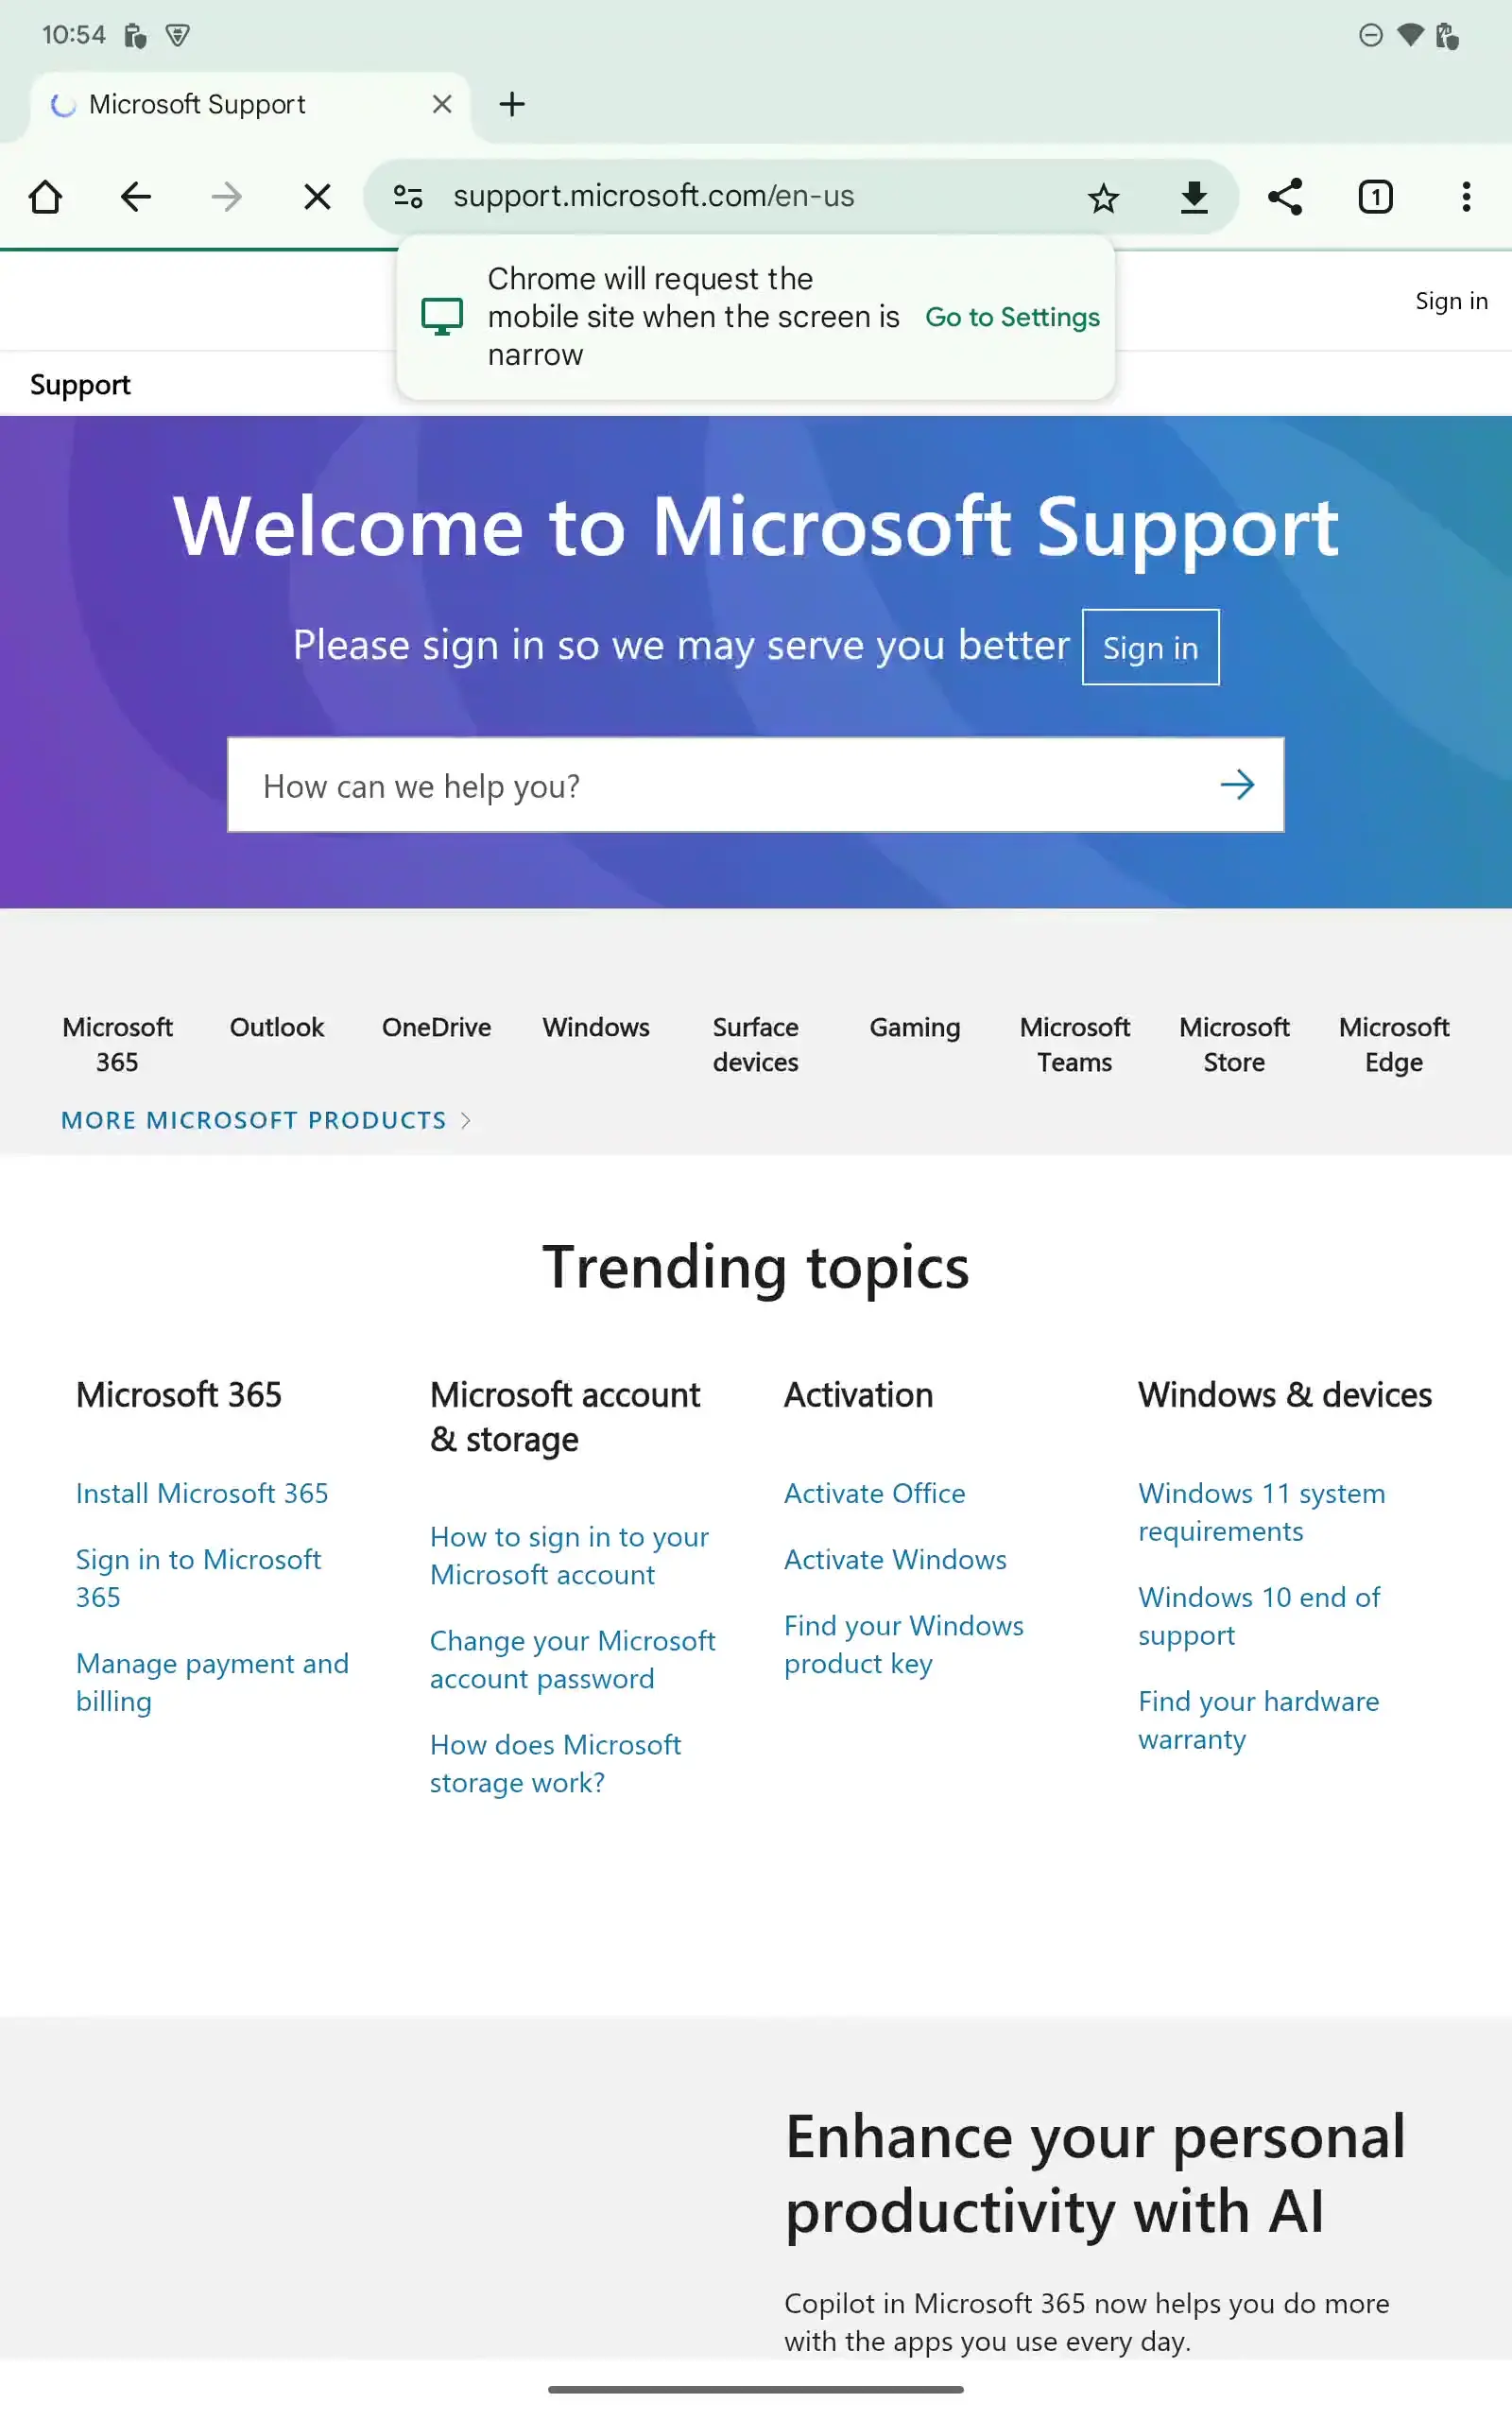 10:54
Microsoft Support
support.microsoft.com/en-us
1
Chrome will request the
mobile site when the screen is
narrow
Go to Settings
Sign in
Support
Welcome to Microsoft Support
Please sign in so we may serve you better
Sign in
How can we help you?
Microsoft
365
Outlook
OneDrive
Windows
Surface
devices
Gaming
Microsoft
Teams
Microsoft
Store
Microsoft
Edge
MORE MICROSOFT PRODUCTS
Trending topics
Microsoft 365
Install Microsoft 365
Sign in to Microsoft
365
Manage payment and
billing
Microsoft account
& storage
How to sign in to your
Microsoft account
Change your Microsoft
account password
How does Microsoft
storage work?
Activation
Activate Office
Activate Windows
Find your Windows
product key
Windows & devices
Windows 11 system
requirements
Windows 10 end of
support
Find your hardware
warranty
Enhance your personal
productivity with AI
Copilot in Microsoft 365 now helps you do more
with the apps you use every day.